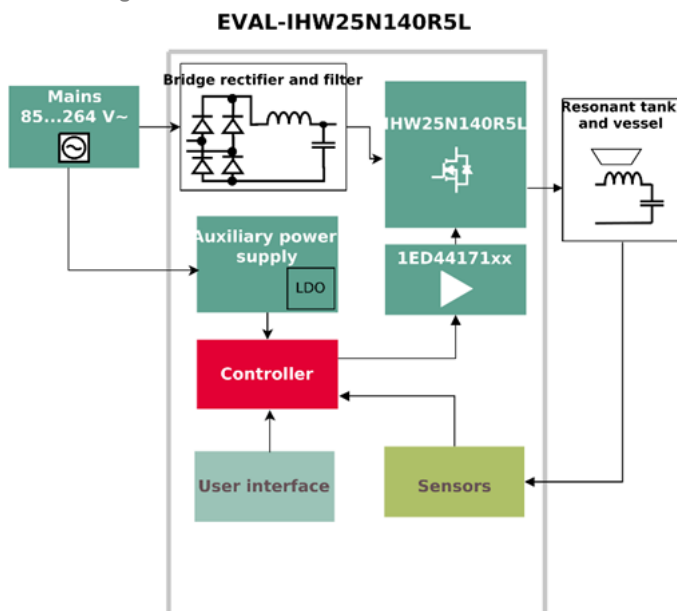 EVAL-IHW25N140R5L
Bridge rectifier and filter
Mains
85...264 V~
IHW25N140R5L
Resonant tank
and vessel
Auxiliary power
supply
LDO
1ED44171xx
Controller
User interface
Sensors